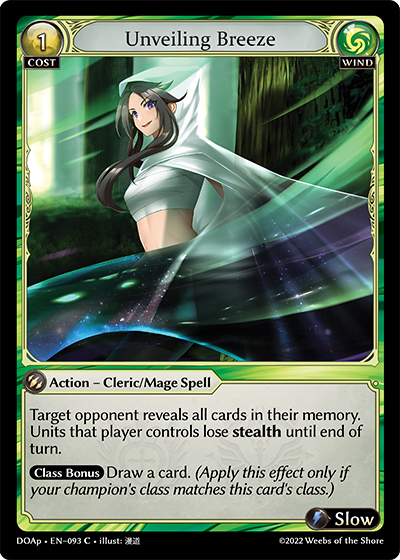 1
Unveiling Breeze
COST
WIND
Action – Cleric/Mage Spell
Target opponent reveals all cards in their memory.
Units that player controls lose stealth until end of
turn.
Class Bonus Draw a card. (Apply this effect only if
your champion's class matches this card's class.)
Slow
DOAp • EN-093 C • illust: 漫道
©2022 Weebs of the Shore